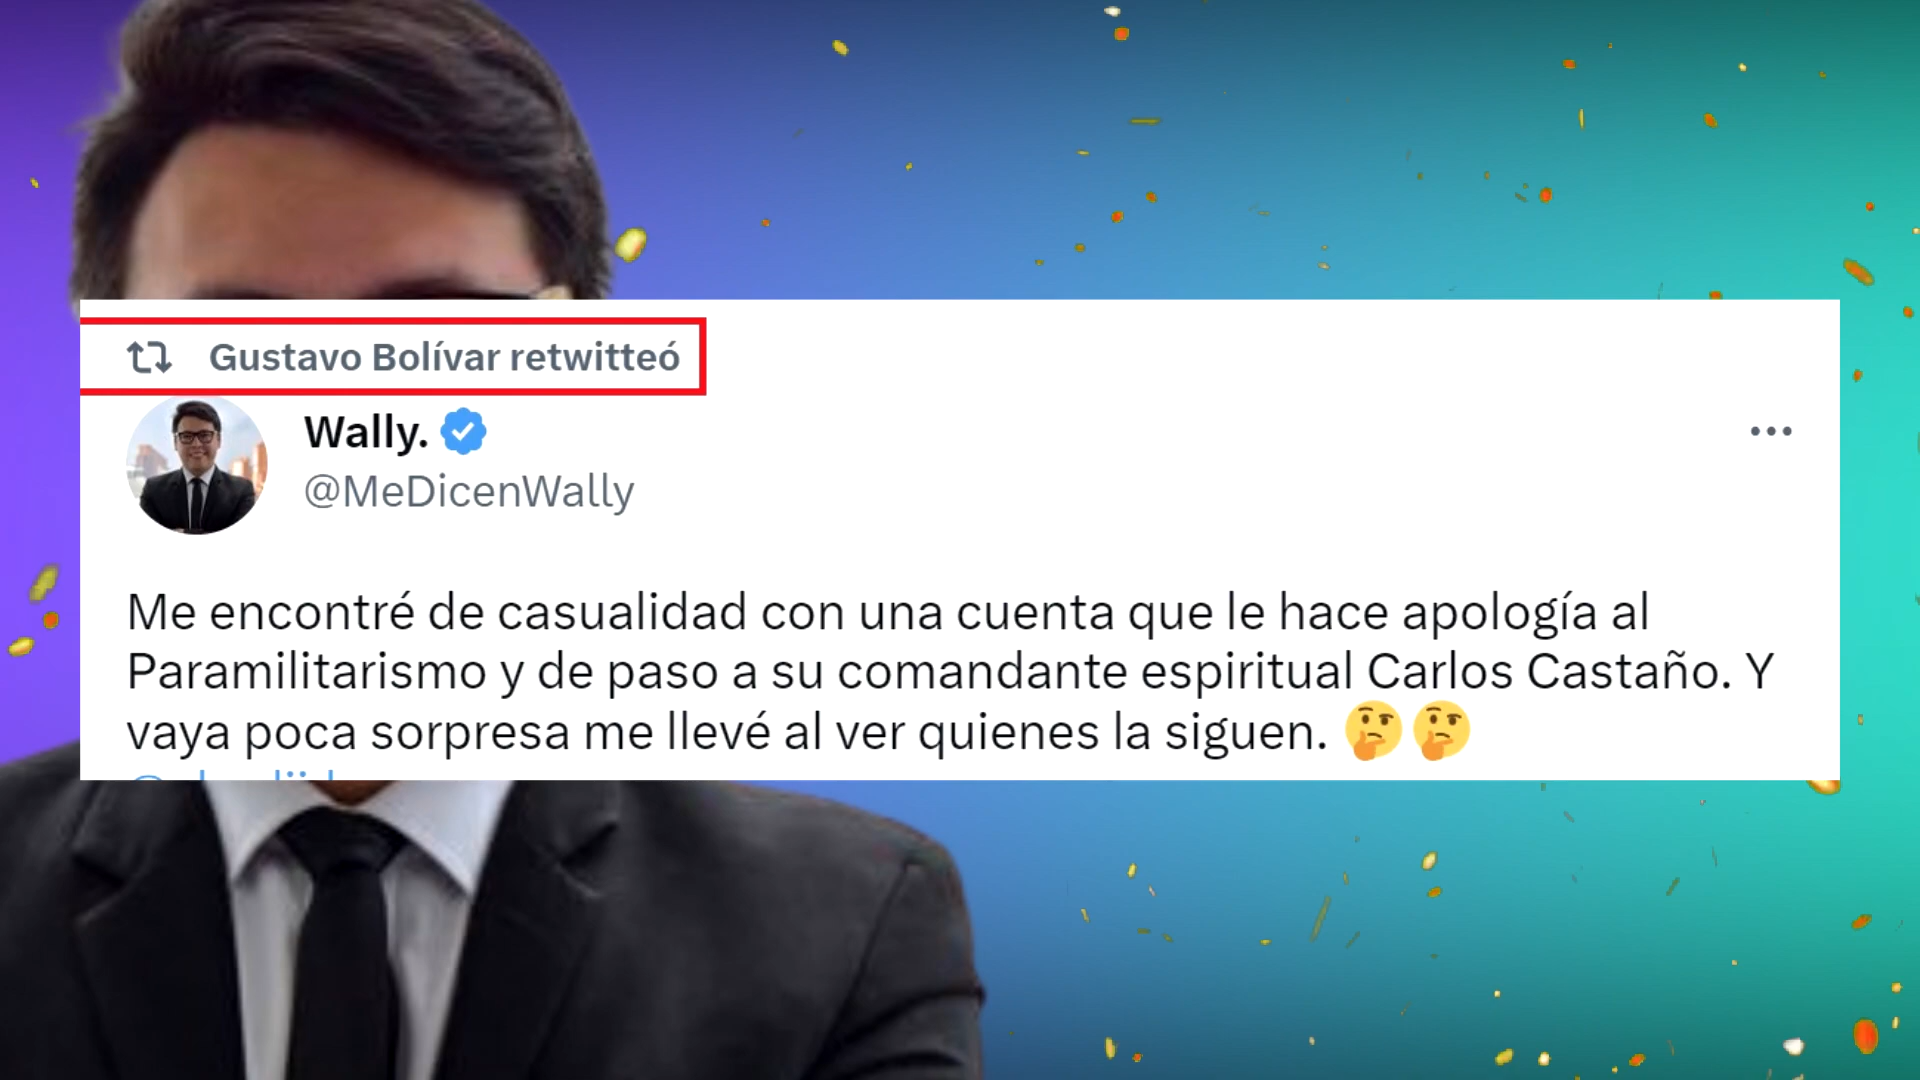 Gustavo Bolívar retwitteó
Wally.
@MeDicenWally
Me encontré de casualidad con una cuenta que le hace apología al
Paramilitarismo y de paso a su comandante espiritual Carlos Castaño. Y
vaya poca sorpresa me llevé al ver quienes la siguen. 🤔🤔